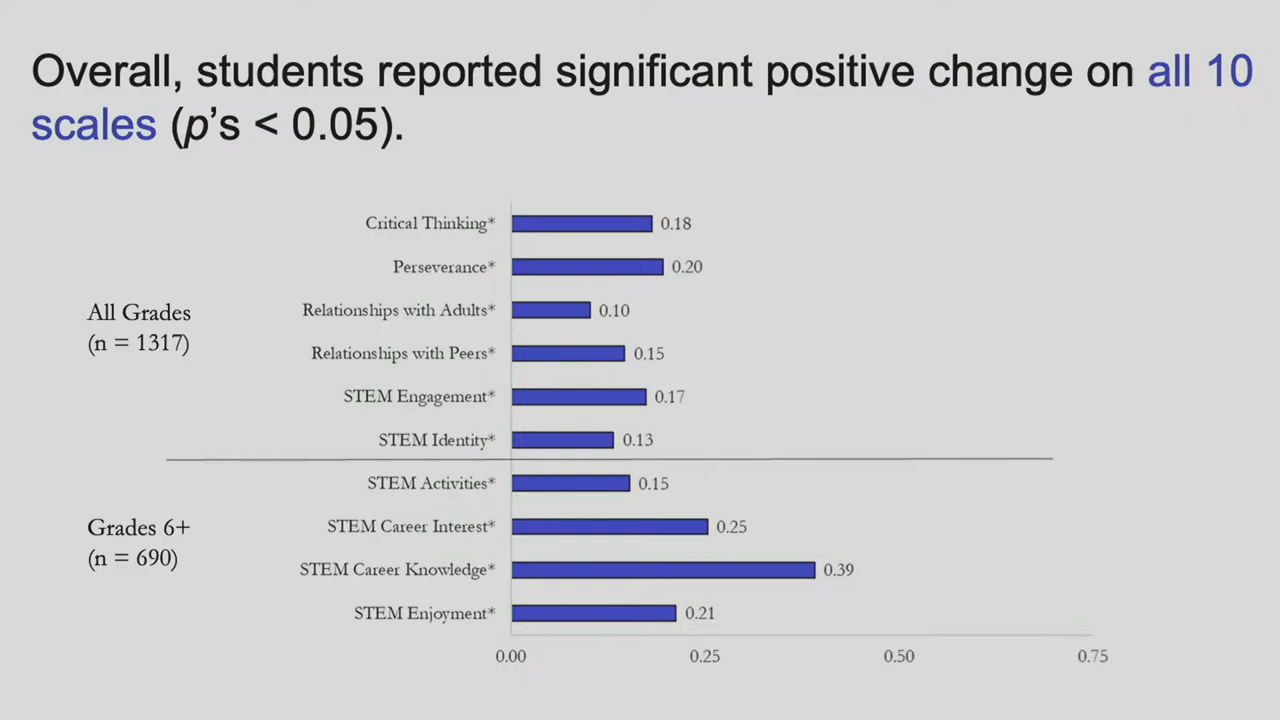 Overall, students reported significant positive change on all 10
scales (p’s < 0.05).
All Grades
(n = 1317)
Critical Thinking* 0.18
Perseverance* 0.20
Relationships with Adults* 0.10
Relationships with Peers* 0.15
STEM Engagement* 0.17
STEM Identity* 0.13
Grades 6+
(n = 690)
STEM Activities* 0.15
STEM Career Interest* 0.25
STEM Career Knowledge* 0.39
STEM Enjoyment* 0.21
0.00 0.25 0.50 0.75